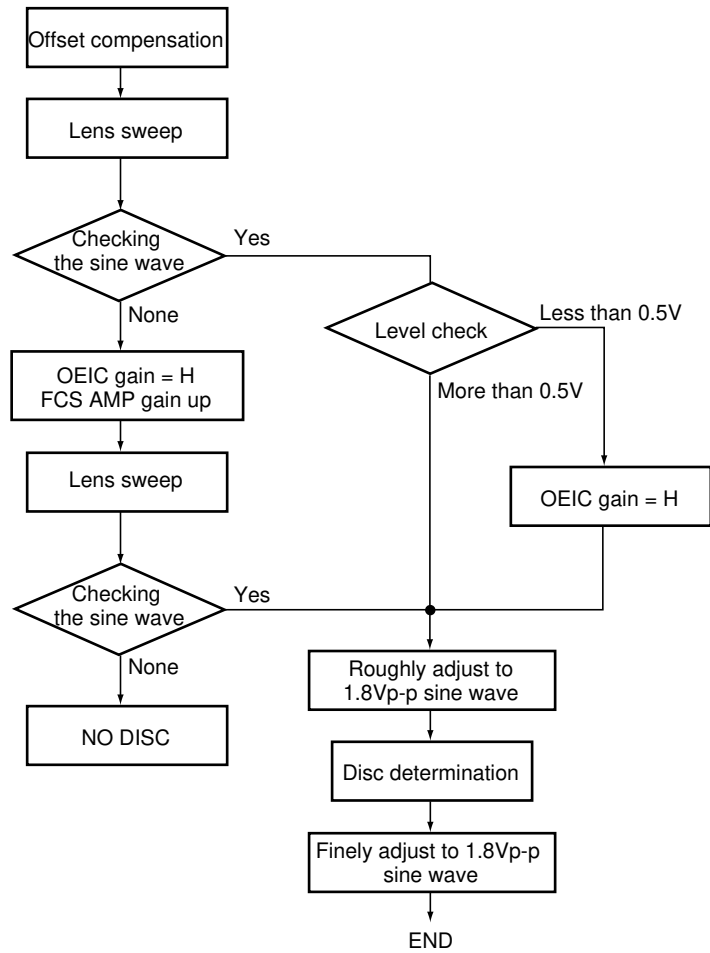 Offset compensation
Lens sweep
Checking
the sine wave
Yes
None
Level check
Less than 0.5V
More than 0.5V
OEIC gain = H
FCS AMP gain up
Lens sweep
OEIC gain = H
Checking
the sine wave
Yes
None
NO DISC
Roughly adjust to
1.8Vp-p sine wave
Disc determination
Finely adjust to 1.8Vp-p
sine wave
END